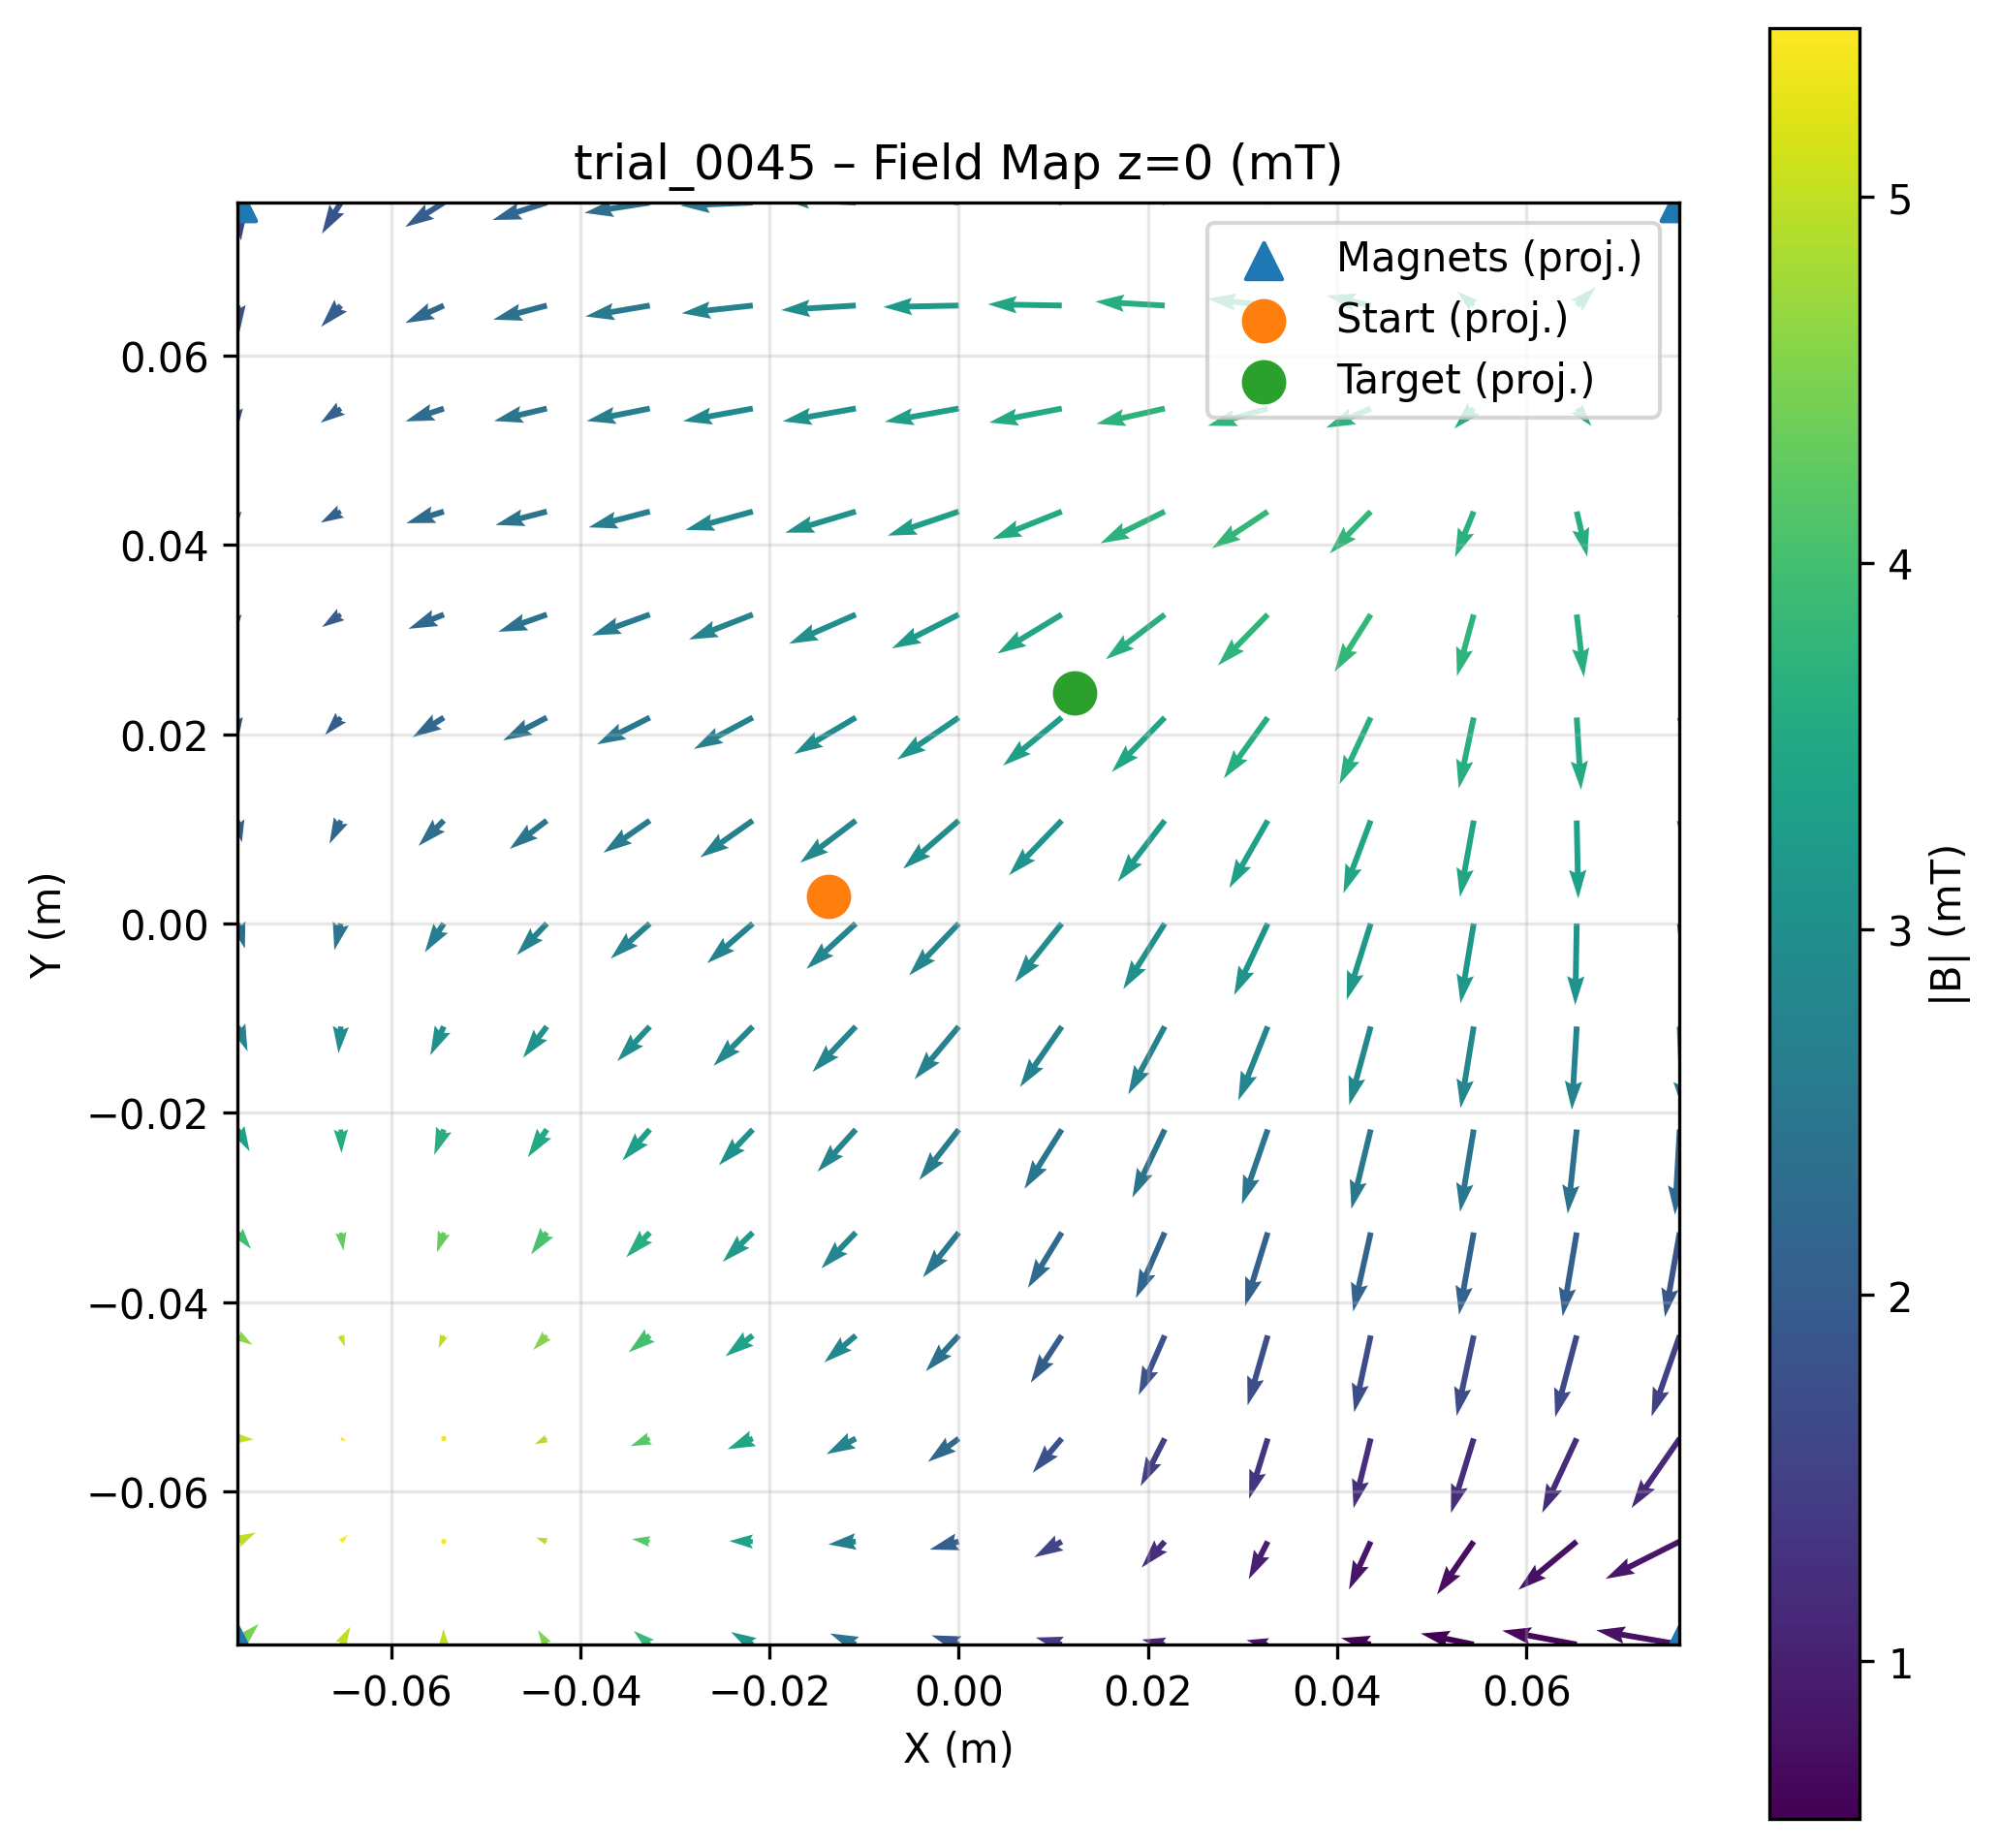 trial_0045 – Field Map z=0 (mT)
Magnets (proj.)
Start (proj.)
Target (proj.)
0.06
0.04
0.02
0.00
−0.02
−0.04
−0.06
Y (m)
−0.06
−0.04
−0.02
0.00
0.02
0.04
0.06
X (m)
5
4
3
2
1
|B| (mT)